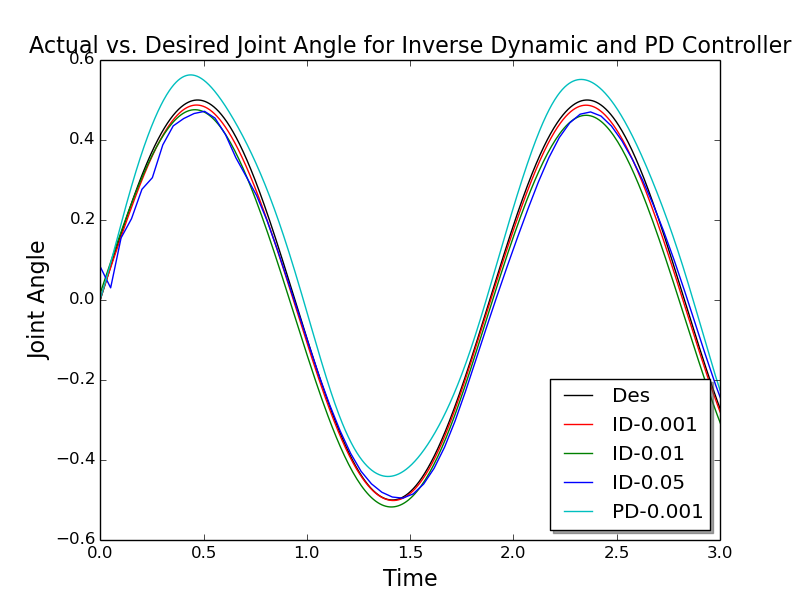 Actual vs. Desired Joint Angle for Inverse Dynamic and PD Controller
0.6
0.4
0.2
0.0
−0.2
−0.4
−0.6
Joint Angle
Des
ID-0.001
ID-0.01
ID-0.05
PD-0.001
0.0 0.5 1.0 1.5 2.0 2.5 3.0
Time